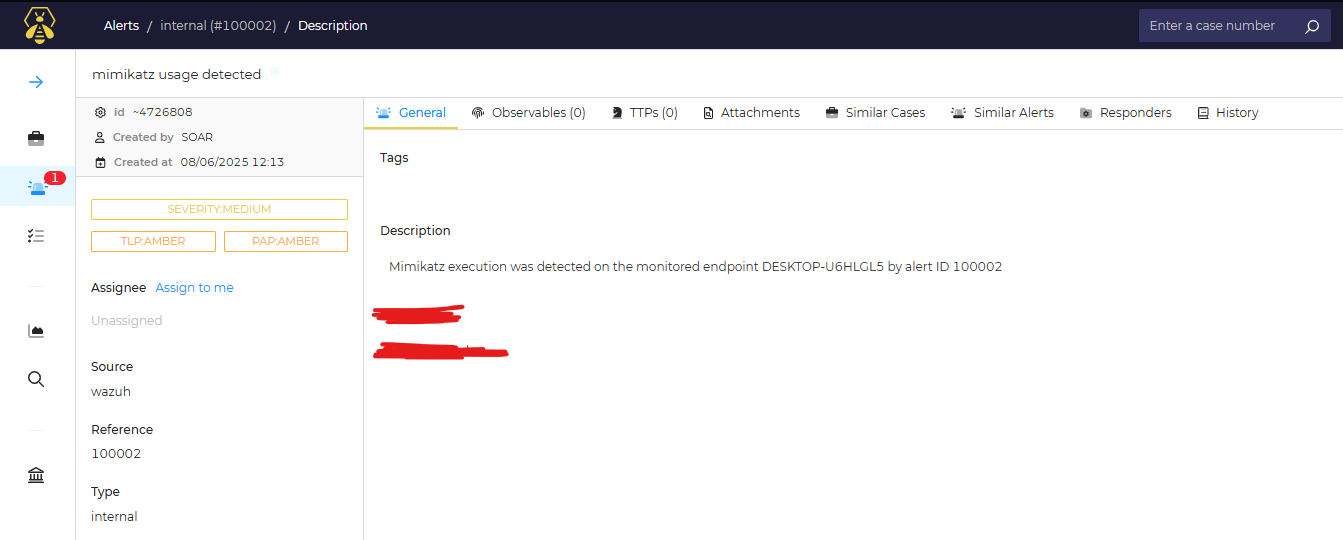 Alerts / internal (#100002) / Description
Enter a case number
mimikatz usage detected
id ~4726808
Created by SOAR
Created at 08/06/2025 12:13
SEVERITY:MEDIUM
TLP:AMBER PAP:AMBER
Assignee Assign to me
Unassigned
Source
wazuh
Reference
100002
Type
internal
1
General Observables (0) TTPs (0) Attachments Similar Cases Similar Alerts Responders History
Tags
Description
Mimikatz execution was detected on the monitored endpoint DESKTOP-U6HLGL5 by alert ID 100002